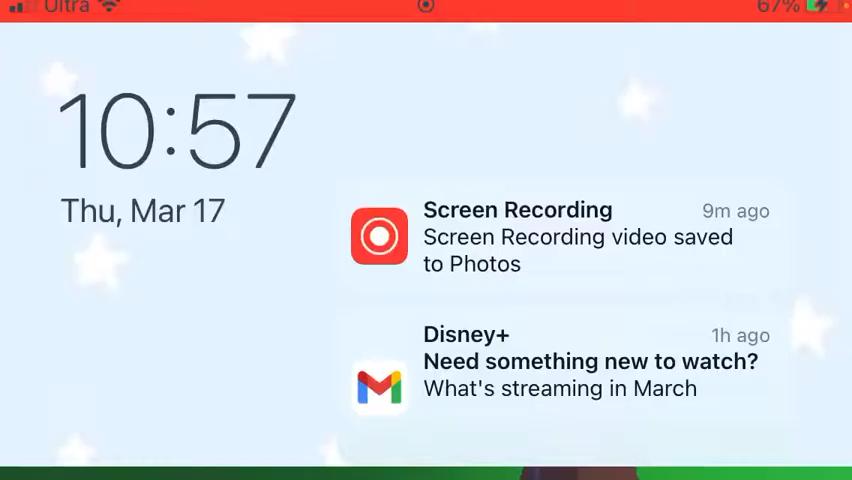 Ultra
67%
10:57
Thu, Mar 17
Screen Recording
9m ago
Screen Recording video saved
to Photos
Disney+
1h ago
Need something new to watch?
What's streaming in March